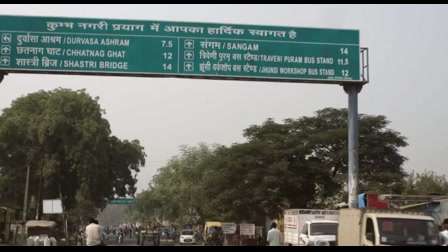 कुम्भ नगरी प्रयाग में आपका हार्दिक स्वागत है
दुर्वासा आश्रम / DURVASA ASHRAM 7.5
छतनाग घाट / CHHATNAG GHAT 12
शास्त्री ब्रिज / SHASTRI BRIDGE 14
संगम / SANGAM 14
त्रिवेणी पुरम् बस स्टैण्ड / TRAVENI PURAM BUS STAND 11.5
झूंसी वर्कशॉप बस स्टैण्ड / JHUNSI WORKSHOP BUS STAND 12